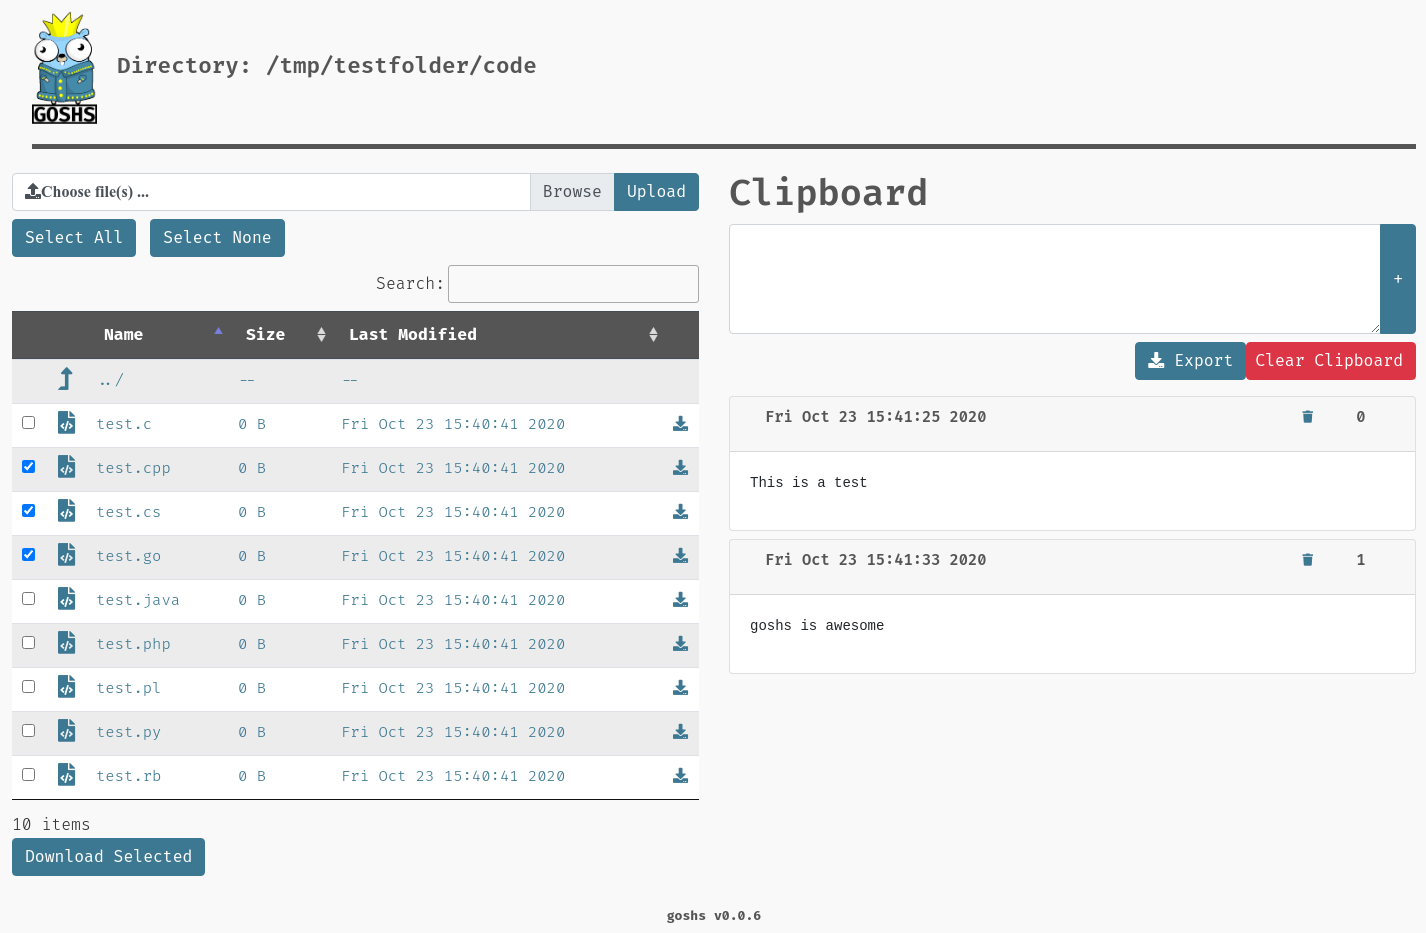 GOSHS
Directory: /tmp/testfolder/code
Choose file(s) ... Browse Upload
Select All Select None
Search:
Name Size Last Modified
../ -- --
test.c 0 B Fri Oct 23 15:40:41 2020
test.cpp 0 B Fri Oct 23 15:40:41 2020
test.cs 0 B Fri Oct 23 15:40:41 2020
test.go 0 B Fri Oct 23 15:40:41 2020
test.java 0 B Fri Oct 23 15:40:41 2020
test.php 0 B Fri Oct 23 15:40:41 2020
test.pl 0 B Fri Oct 23 15:40:41 2020
test.py 0 B Fri Oct 23 15:40:41 2020
test.rb 0 B Fri Oct 23 15:40:41 2020
10 items
Download Selected
Clipboard
+
Export Clear Clipboard
Fri Oct 23 15:41:25 2020 0
This is a test
Fri Oct 23 15:41:33 2020 1
goshs is awesome
goshs v0.0.6